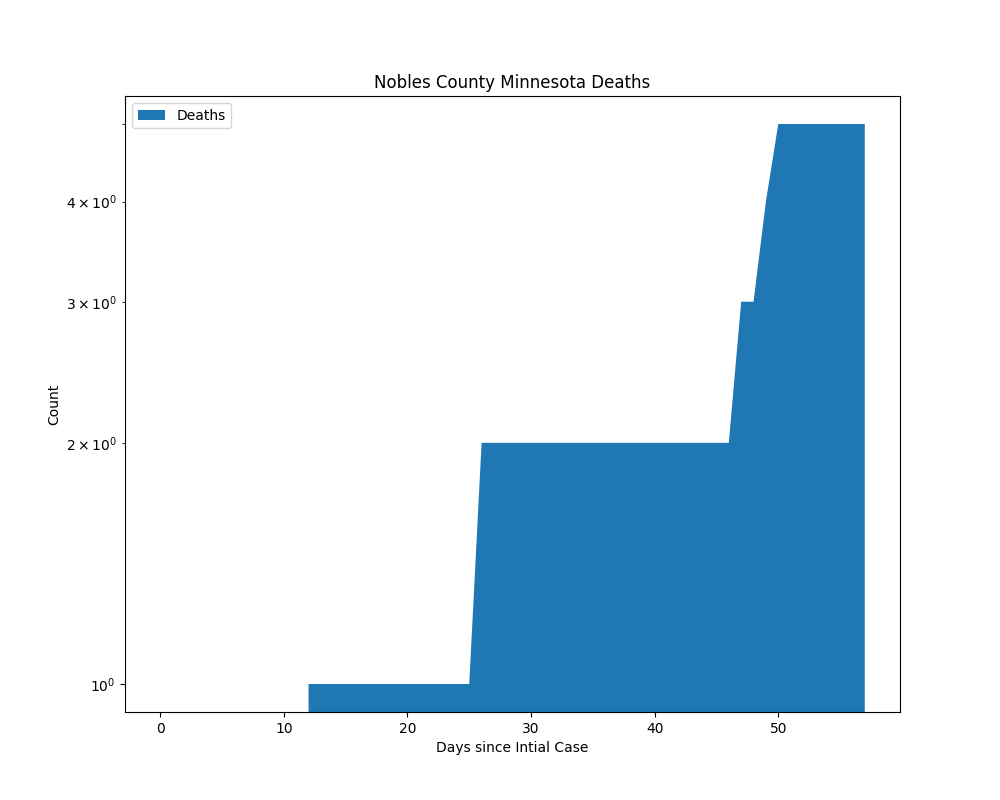 Nobles County Minnesota Deaths
Deaths
4 × 10⁰
3 × 10⁰
2 × 10⁰
10⁰
Count
0 10 20 30 40 50
Days since Intial Case